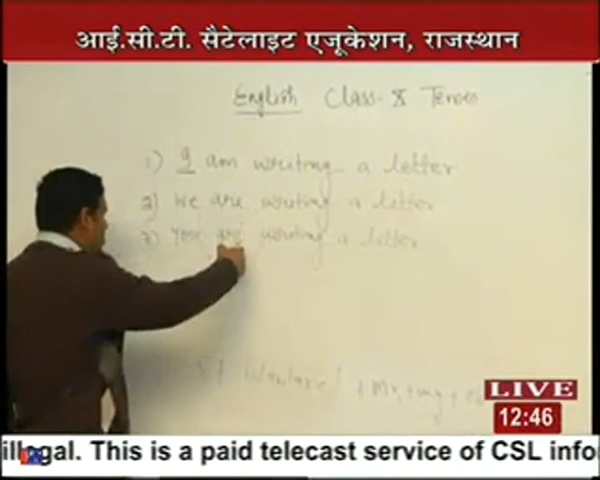 आई.सी.टी. सैटेलाइट एजूकेशन, राजस्थान
English Class-X Tenses
1) I am writing a letter
2) We are writing a letter
3) You are writing a letter
LIVE
12:46
illegal. This is a paid telecast service of CSL info